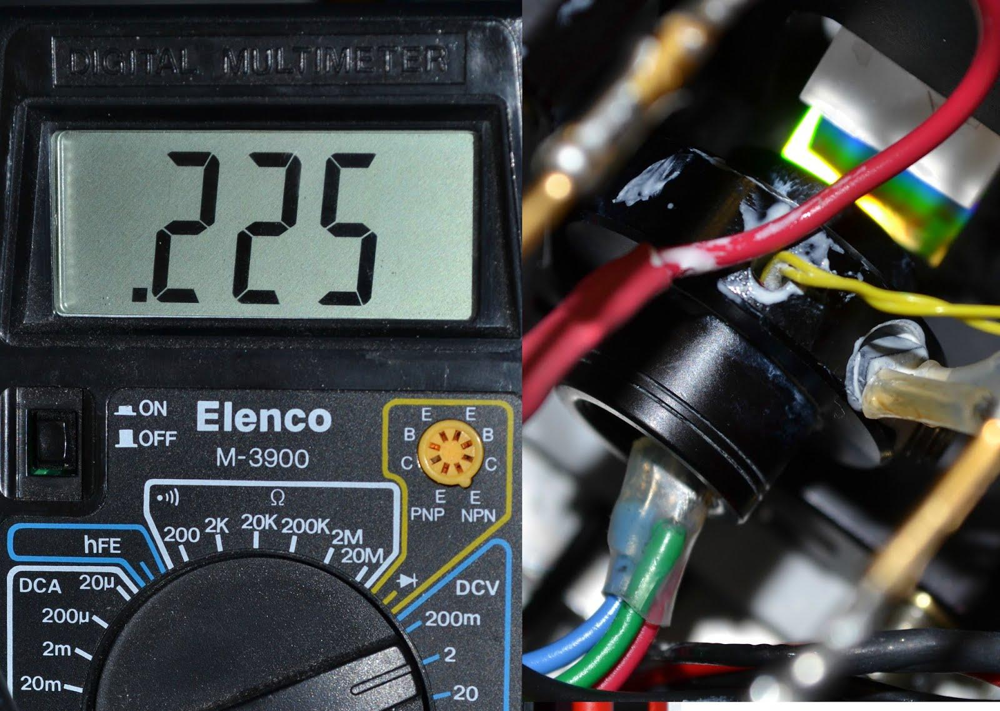 DIGITAL MULTIMETER
.225
ON
OFF
Elenco
M-3900
E E
B B
C C
E E
PNP NPN
Ω
200 2K 20K 200K 2M 20M
hFE
DCA 20µ
200µ
2m
20m
DCV
200m
2
20